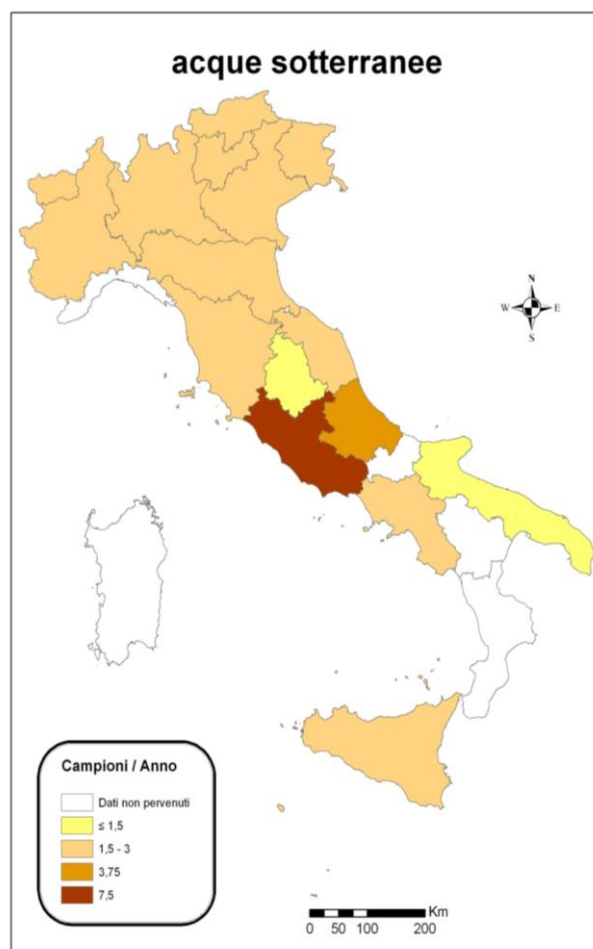 acque sotterranee
N
W E
S
Campioni / Anno
Dati non pervenuti
≤ 1,5
1,5 - 3
3,75
7,5
Km
0 50 100 200